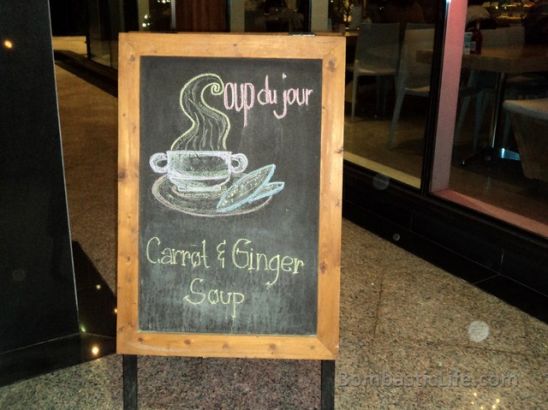 Soup du jour
Carrot & Ginger
Soup
BombasticLife.com